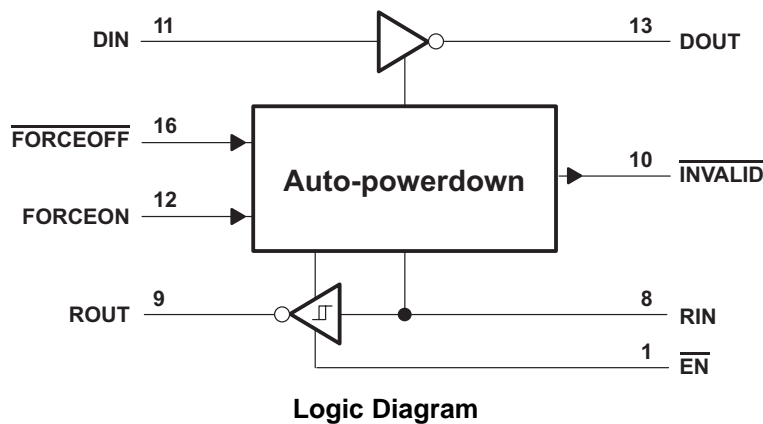 DIN 11 13 DOUT
FORCEOFF 16
Auto-powerdown
10 INVALID
FORCEON 12
ROUT 9 8 RIN
1 EN
Logic Diagram